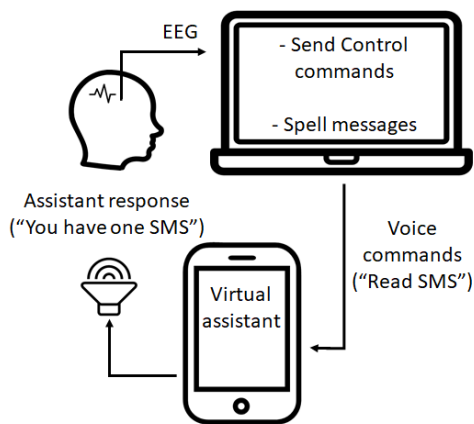 EEG
- Send Control
commands
- Spell messages
Assistant response
(“You have one SMS”)
Voice
commands
(“Read SMS”)
Virtual
assistant